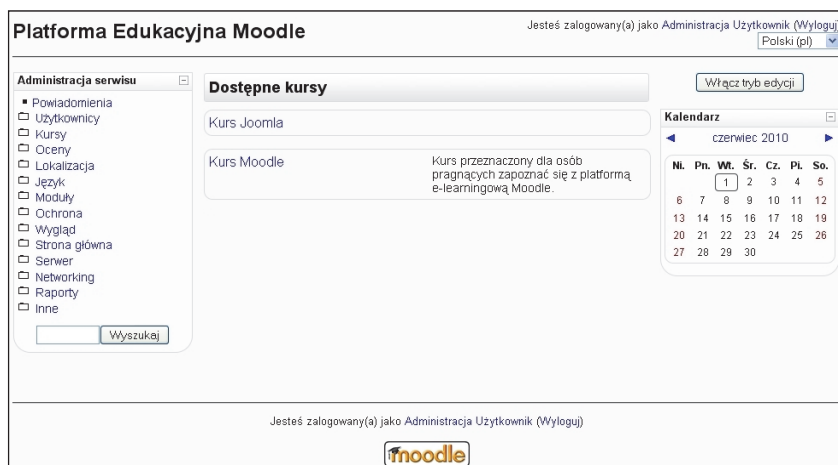 Platforma Edukacyjna Moodle
Jesteś zalogowany(a) jako Administracja Użytkownik (Wyloguj)
Polski (pl)
Administracja serwisu
Powiadomienia
Użytkownicy
Kursy
Oceny
Lokalizacja
Język
Moduły
Ochrona
Wygląd
Strona główna
Serwer
Networking
Raporty
Inne
Wyszukaj
Dostępne kursy
Kurs Joomla
Kurs Moodle
Kurs przeznaczony dla osób
pragnących zapoznać się z platformą
e-learningową Moodle.
Włącz tryb edycji
Kalendarz
czerwiec 2010
Ni. Pn. Wt. Śr. Cz. Pi. So.
1 2 3 4 5
6 7 8 9 10 11 12
13 14 15 16 17 18 19
20 21 22 23 24 25 26
27 28 29 30
Jesteś zalogowany(a) jako Administracja Użytkownik (Wyloguj)
moodle